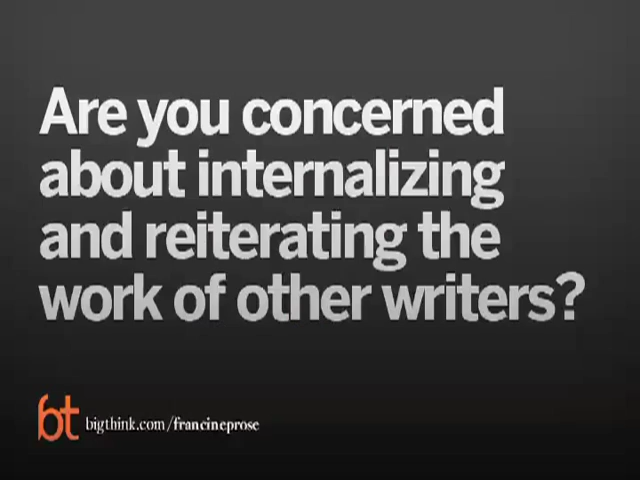 Are you concerned
about internalizing
and reiterating the
work of other writers?
bt bigthink.com/francineprose